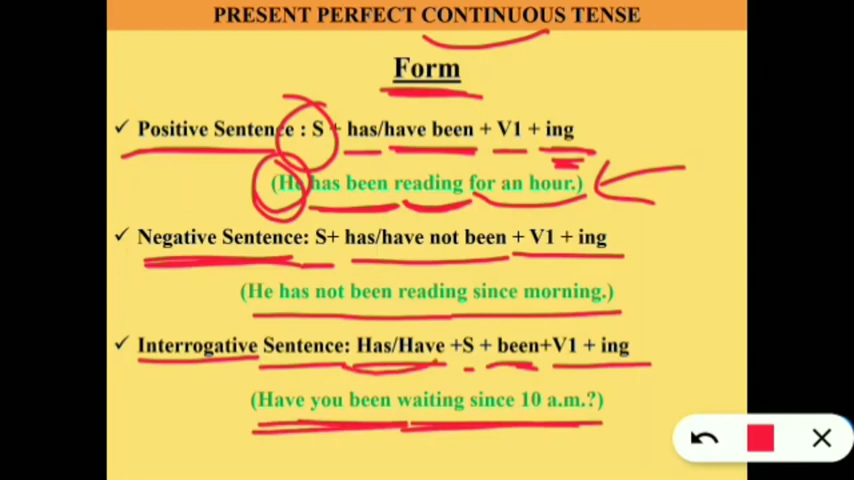 PRESENT PERFECT CONTINUOUS TENSE
Form
✓ Positive Sentence : S + has/have been + V1 + ing
(He has been reading for an hour.)
✓ Negative Sentence: S+ has/have not been + V1 + ing
(He has not been reading since morning.)
✓ Interrogative Sentence: Has/Have +S + been+V1 + ing
(Have you been waiting since 10 a.m.?)